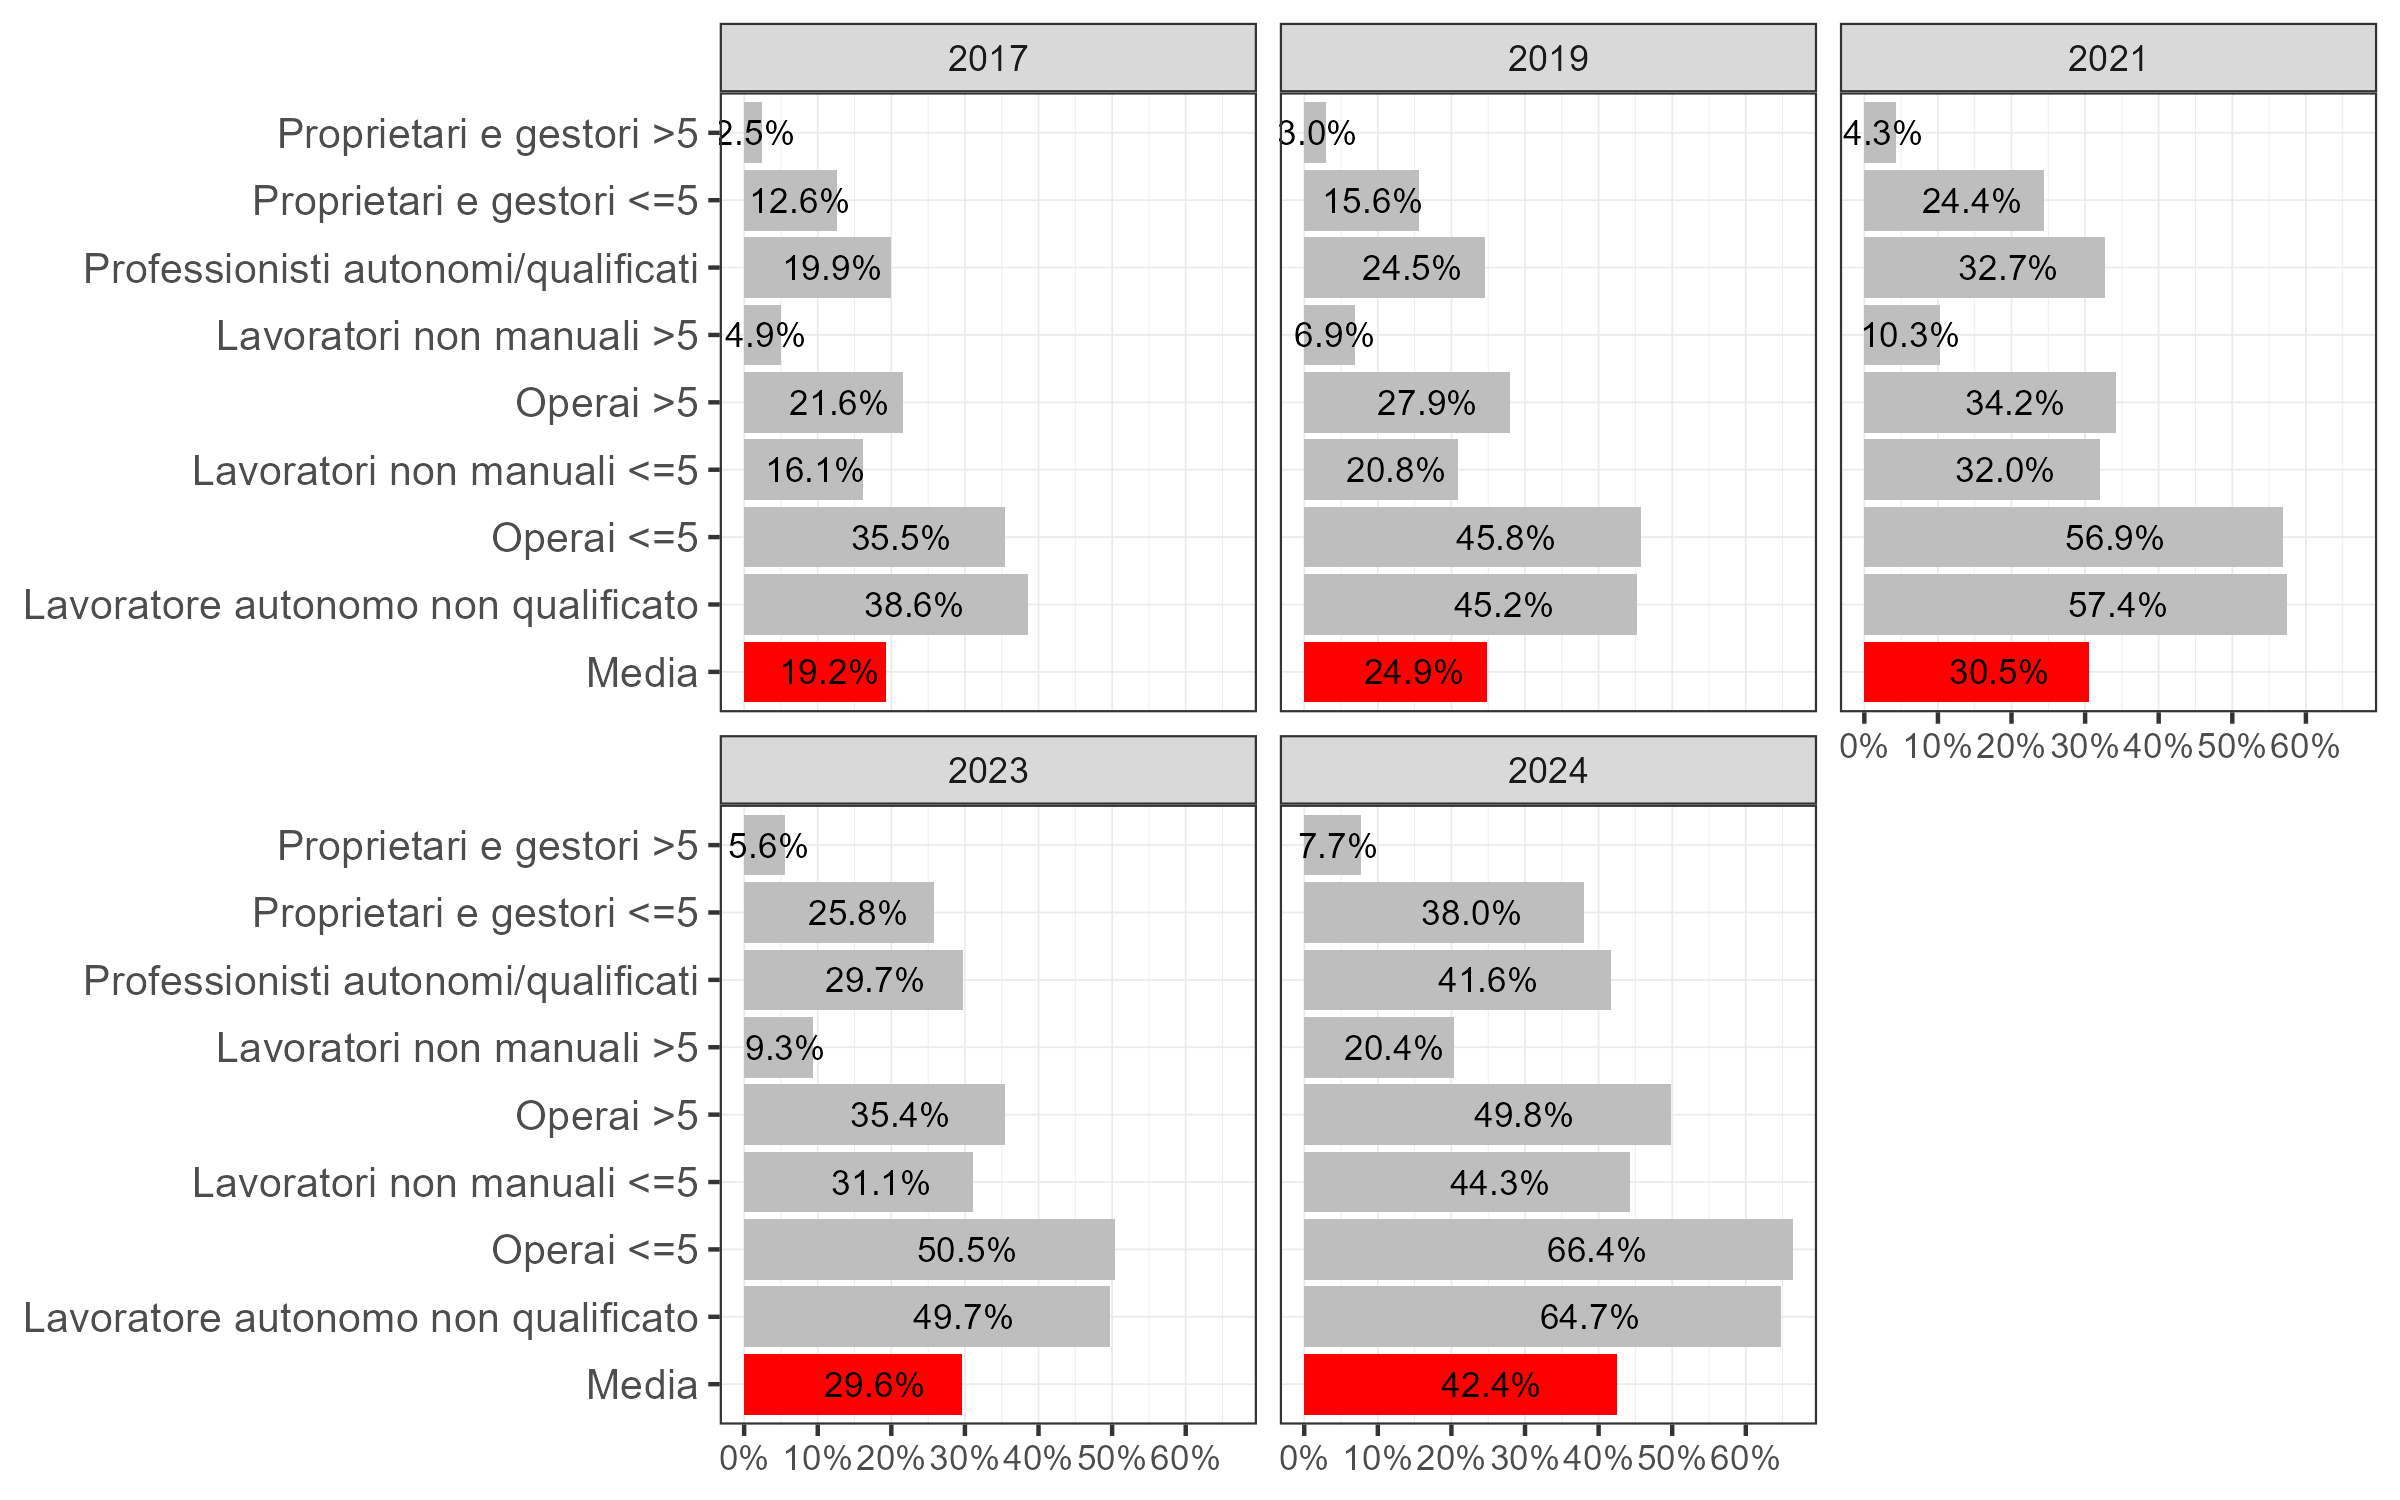 2017
2019
2021
Proprietari e gestori >5 2.5% 3.0% 4.3%
Proprietari e gestori <=5 12.6% 15.6% 24.4%
Professionisti autonomi/qualificati 19.9% 24.5% 32.7%
Lavoratori non manuali >5 4.9% 6.9% 10.3%
Operai >5 21.6% 27.9% 34.2%
Lavoratori non manuali <=5 16.1% 20.8% 32.0%
Operai <=5 35.5% 45.8% 56.9%
Lavoratore autonomo non qualificato 38.6% 45.2% 57.4%
Media 19.2% 24.9% 30.5%
0% 10% 20% 30% 40% 50% 60%
2023
2024
Proprietari e gestori >5 5.6% 7.7%
Proprietari e gestori <=5 25.8% 38.0%
Professionisti autonomi/qualificati 29.7% 41.6%
Lavoratori non manuali >5 9.3% 20.4%
Operai >5 35.4% 49.8%
Lavoratori non manuali <=5 31.1% 44.3%
Operai <=5 50.5% 66.4%
Lavoratore autonomo non qualificato 49.7% 64.7%
Media 29.6% 42.4%
0% 10% 20% 30% 40% 50% 60%
0% 10% 20% 30% 40% 50% 60%